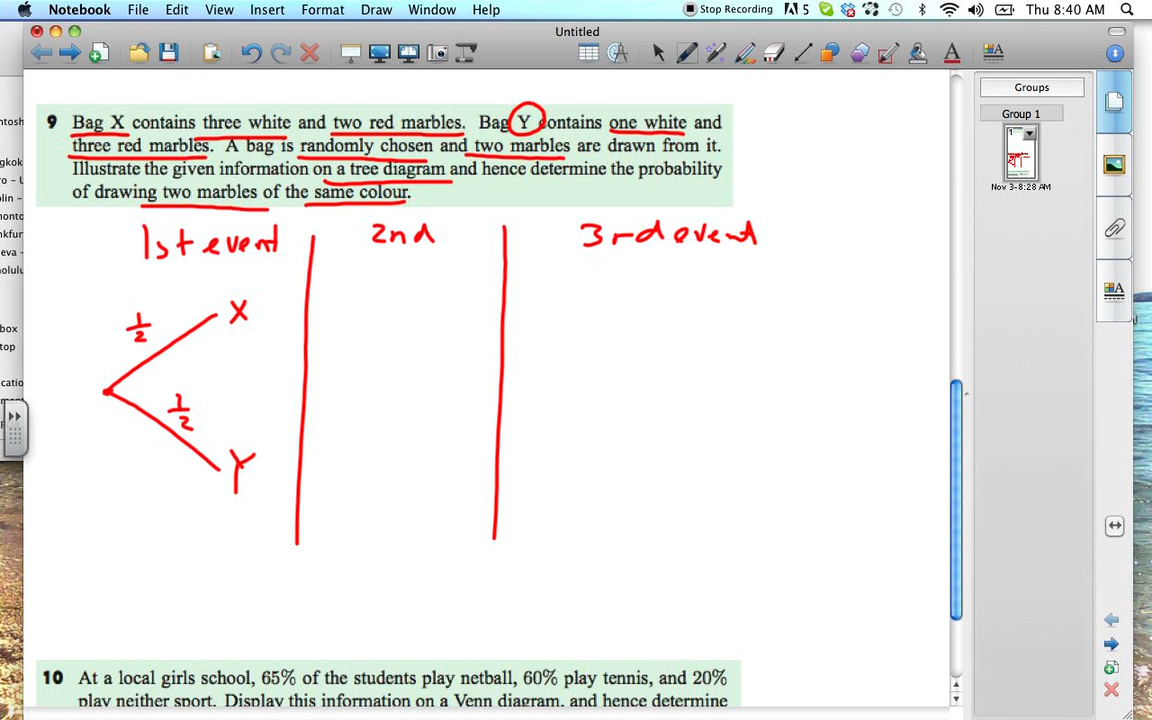 Notebook File Edit View Insert Format Draw Window Help Stop Recording 5 Thu 8:40 AM
Untitled
Groups
Group 1
1
Nov 3-8:28 AM
9 Bag X contains three white and two red marbles. Bag Y contains one white and
three red marbles. A bag is randomly chosen and two marbles are drawn from it.
Illustrate the given information on a tree diagram and hence determine the probability
of drawing two marbles of the same colour.
1st event 2nd 3rd event
1/2 X
1/2 Y
10 At a local girls school, 65% of the students play netball, 60% play tennis, and 20%
play neither sport. Display this information on a Venn diagram, and hence determine